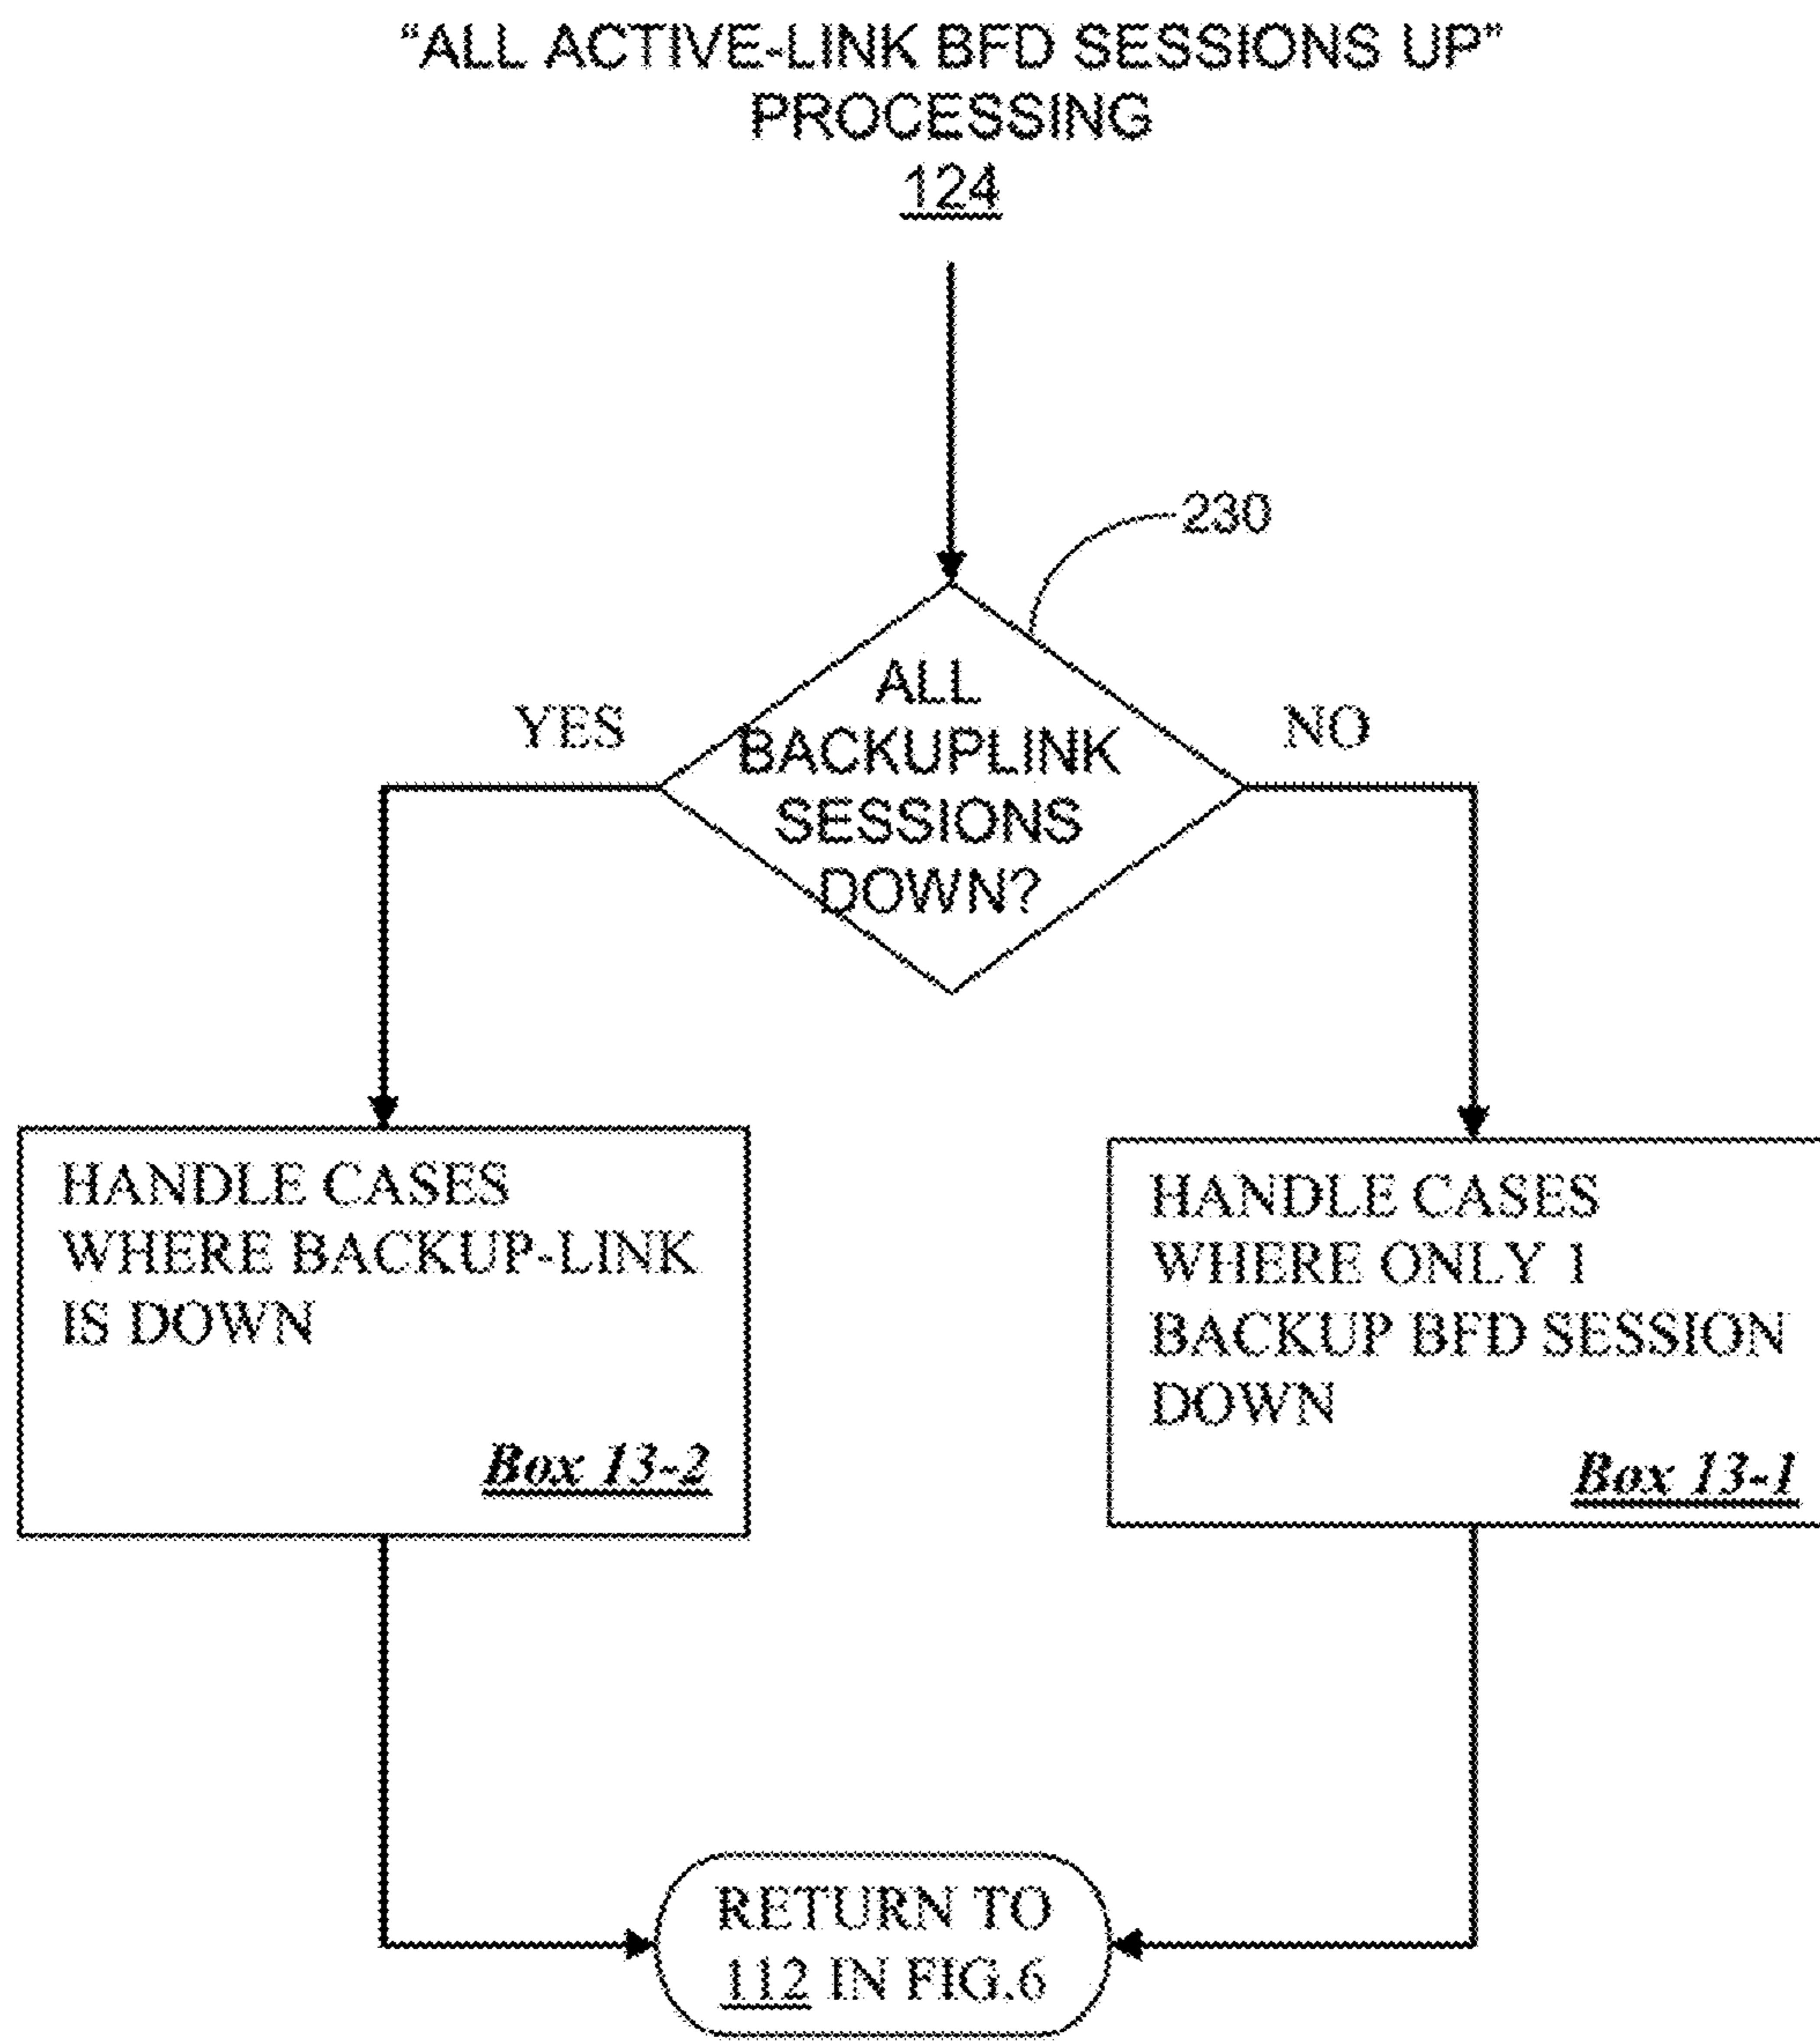 “ALL ACTIVE-LINK BFD SESSIONS UP”
PROCESSING
124
230
ALL
BACKUPLINK
SESSIONS
DOWN?
YES
NO
HANDLE CASES
WHERE BACKUP-LINK
IS DOWN
Box 13-2
HANDLE CASES
WHERE ONLY 1
BACKUP BFD SESSION
DOWN
Box 13-1
RETURN TO
112 IN FIG.6